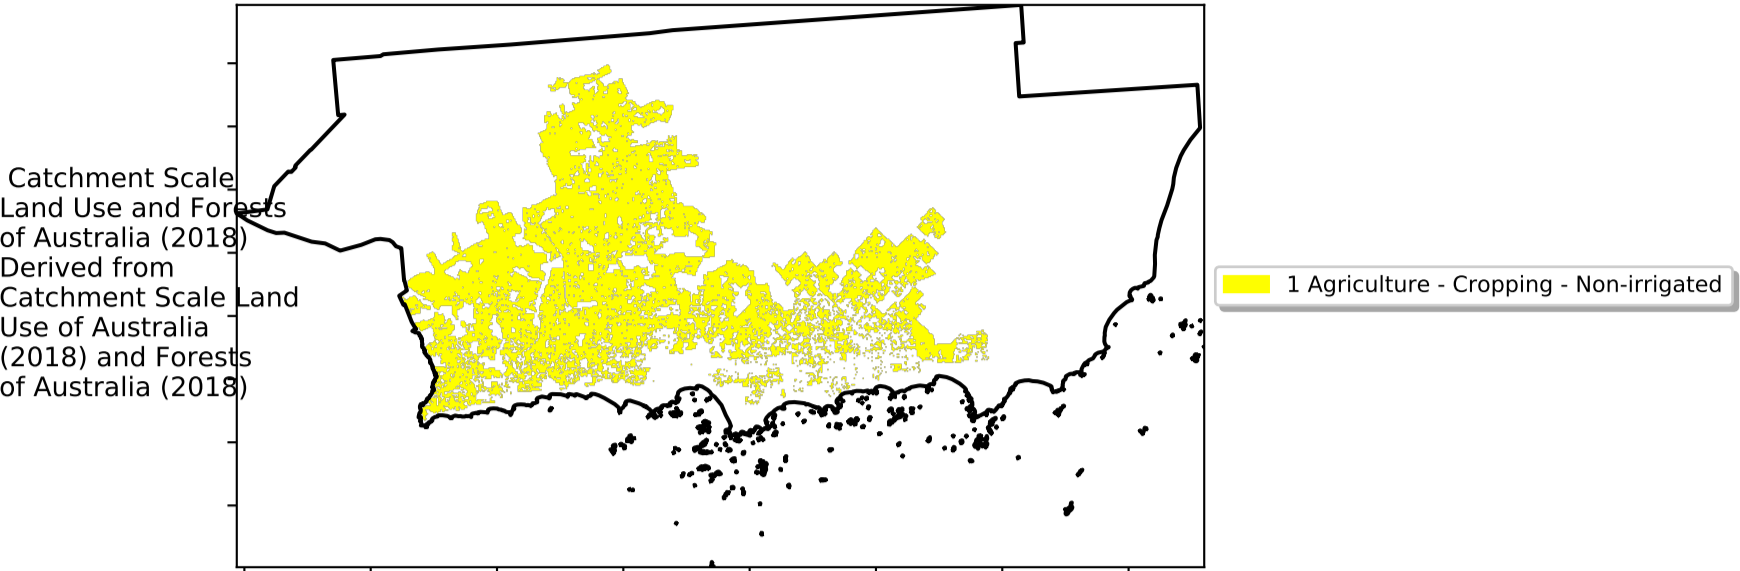 Catchment Scale
Land Use and Forests
of Australia (2018)
Derived from
Catchment Scale Land
Use of Australia
(2018) and Forests
of Australia (2018)
1 Agriculture - Cropping - Non-irrigated